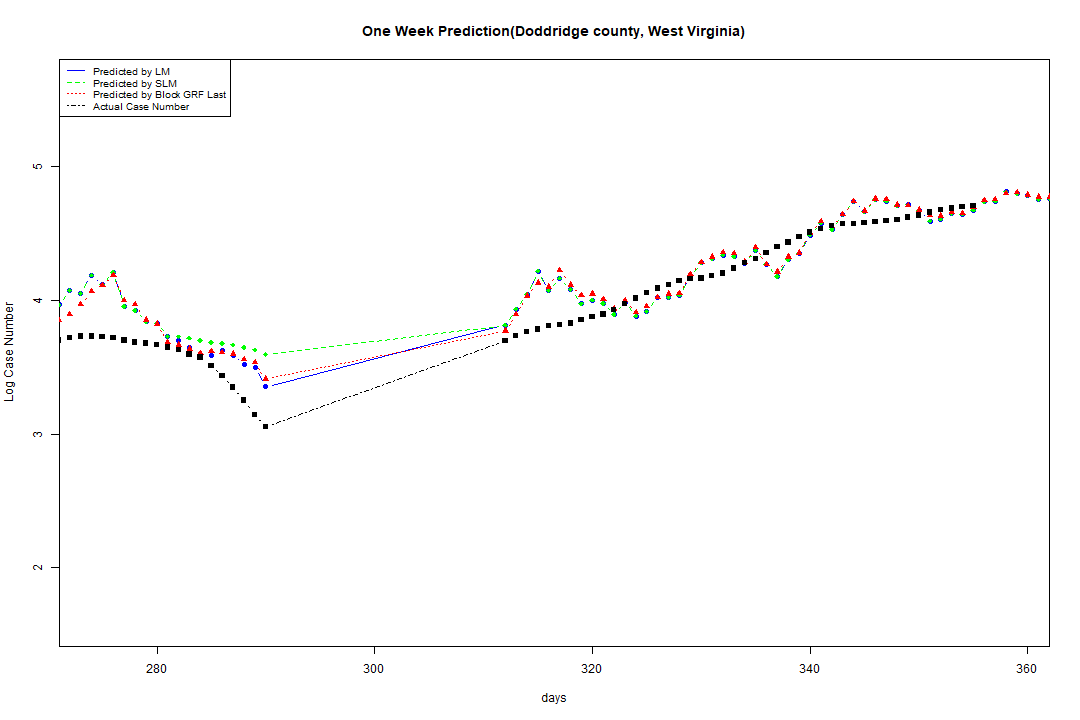 One Week Prediction(Doddridge county, West Virginia)
Predicted by LM
Predicted by SLM
Predicted by Block GRF Last
Actual Case Number
5
4
3
2
Log Case Number
280 300 320 340 360
days